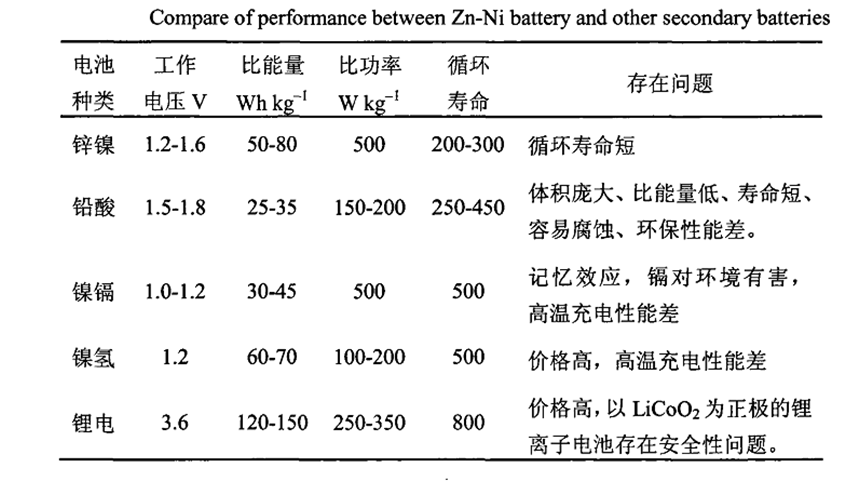 Compare of performance between Zn-Ni battery and other secondary batteries
电池 工作 比能量 比功率 循环 存在问题
种类 电压 V Wh kg⁻¹ W kg⁻¹ 寿命
锌镍 1.2-1.6 50-80 500 200-300 循环寿命短
铅酸 1.5-1.8 25-35 150-200 250-450 体积庞大、比能量低、寿命短、
容易腐蚀、环保性能差。
镍镉 1.0-1.2 30-45 500 500 记忆效应，镉对环境有害，
高温充电性能差
镍氢 1.2 60-70 100-200 500 价格高，高温充电性能差
锂电 3.6 120-150 250-350 800 价格高，以 LiCoO₂ 为正极的锂
离子电池存在安全性问题。